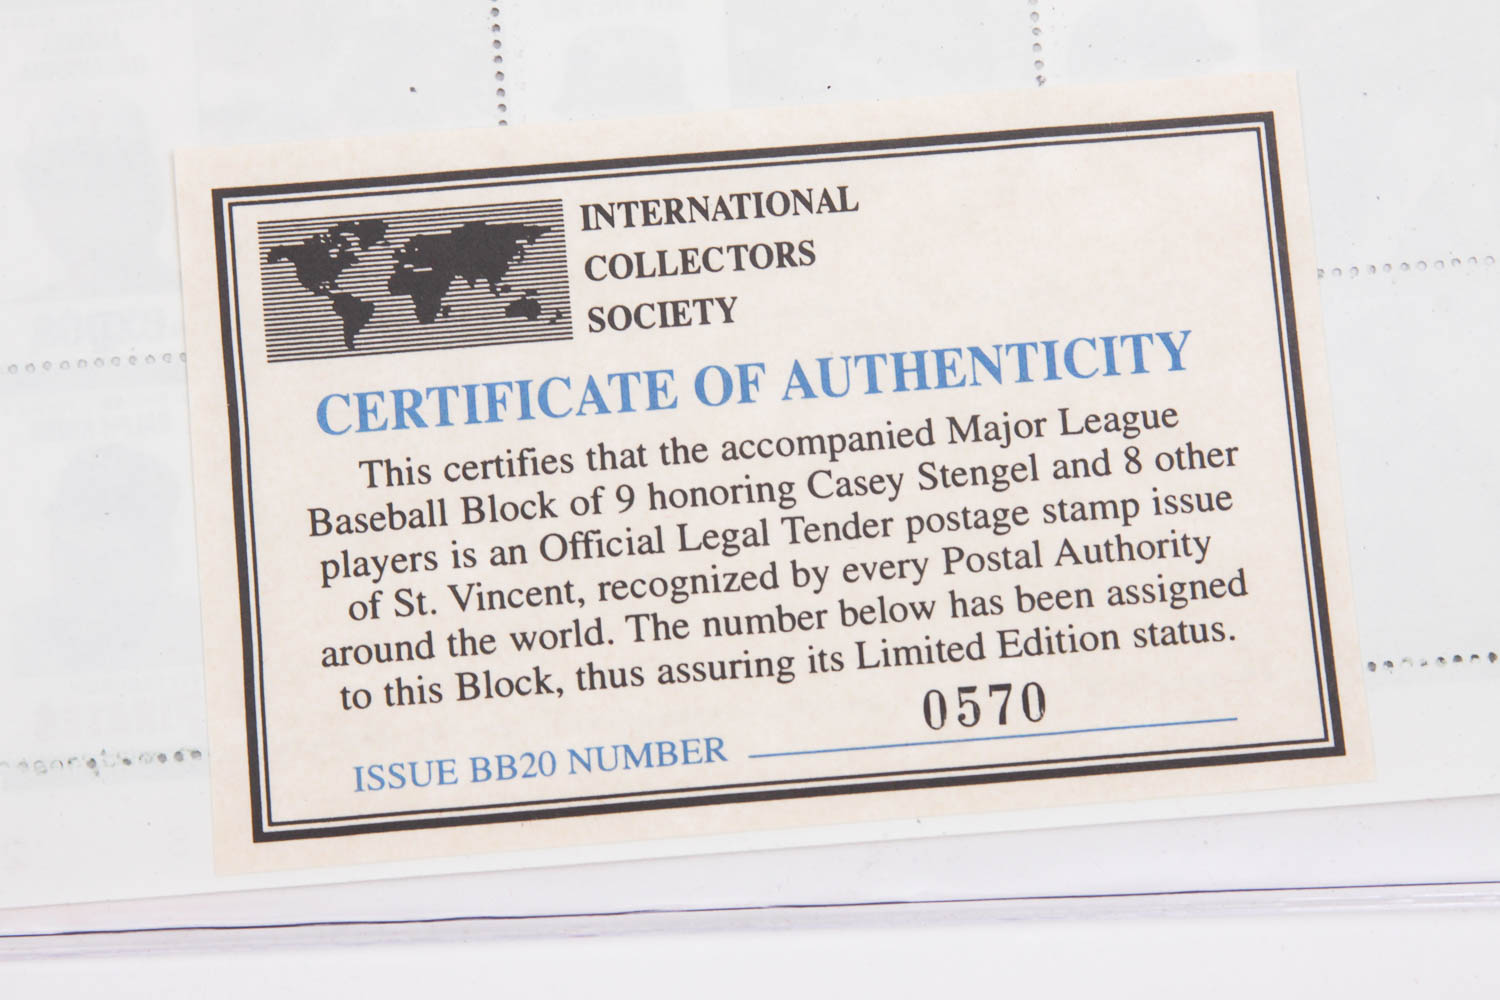 INTERNATIONAL
COLLECTORS
SOCIETY
CERTIFICATE OF AUTHENTICITY
This certifies that the accompanied Major League
Baseball Block of 9 honoring Casey Stengel and 8 other
players is an Official Legal Tender postage stamp issue
of St. Vincent, recognized by every Postal Authority
around the world. The number below has been assigned
to this Block, thus assuring its Limited Edition status.
0570
ISSUE BB20 NUMBER